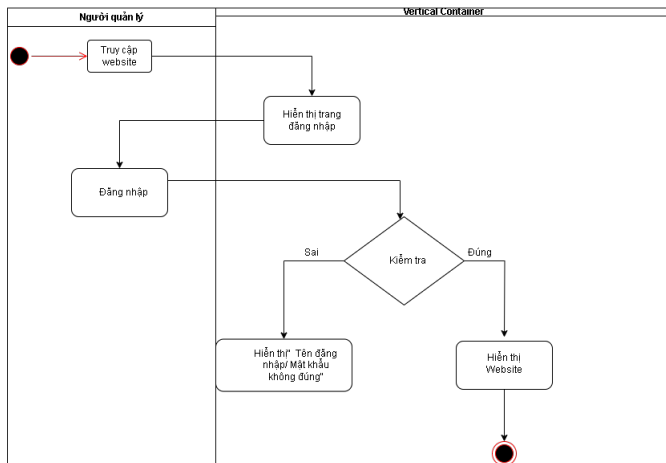 Người quản lý
Vertical Container
Truy cập
website
Hiển thị trang
đăng nhập
Đăng nhập
Kiểm tra
Sai
Đúng
Hiển thị" Tên đăng
nhập/ Mật khẩu
không đúng"
Hiển thị
Website